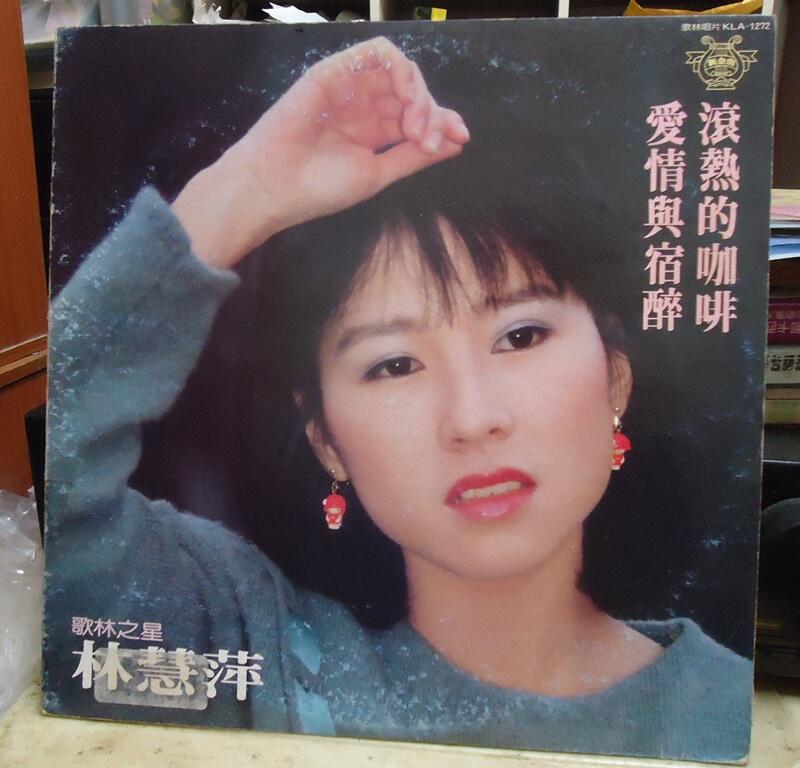 歌林唱片 KLA-1272
滾熱的咖啡
愛情與宿醉
歌林之星
林慧萍